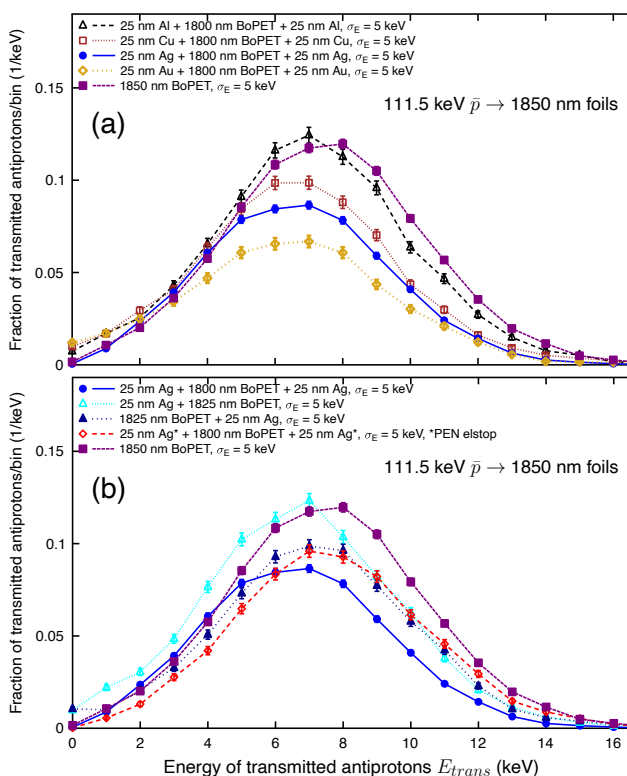 25 nm Al + 1800 nm BoPET + 25 nm Al, σE = 5 keV
25 nm Cu + 1800 nm BoPET + 25 nm Cu, σE = 5 keV
25 nm Ag + 1800 nm BoPET + 25 nm Ag, σE = 5 keV
25 nm Au + 1800 nm BoPET + 25 nm Au, σE = 5 keV
1850 nm BoPET, σE = 5 keV
111.5 keV p̄ → 1850 nm foils
(a)
Fraction of transmitted antiprotons/bin (1/keV)
0.15
0.1
0.05
0
25 nm Ag + 1800 nm BoPET + 25 nm Ag, σE = 5 keV
25 nm Ag + 1825 nm BoPET, σE = 5 keV
1825 nm BoPET + 25 nm Ag, σE = 5 keV
25 nm Ag* + 1800 nm BoPET + 25 nm Ag*, σE = 5 keV, *PEN elstop
1850 nm BoPET, σE = 5 keV
111.5 keV p̄ → 1850 nm foils
(b)
Fraction of transmitted antiprotons/bin (1/keV)
0.15
0.1
0.05
0
0 2 4 6 8 10 12 14 16
Energy of transmitted antiprotons Etrans (keV)